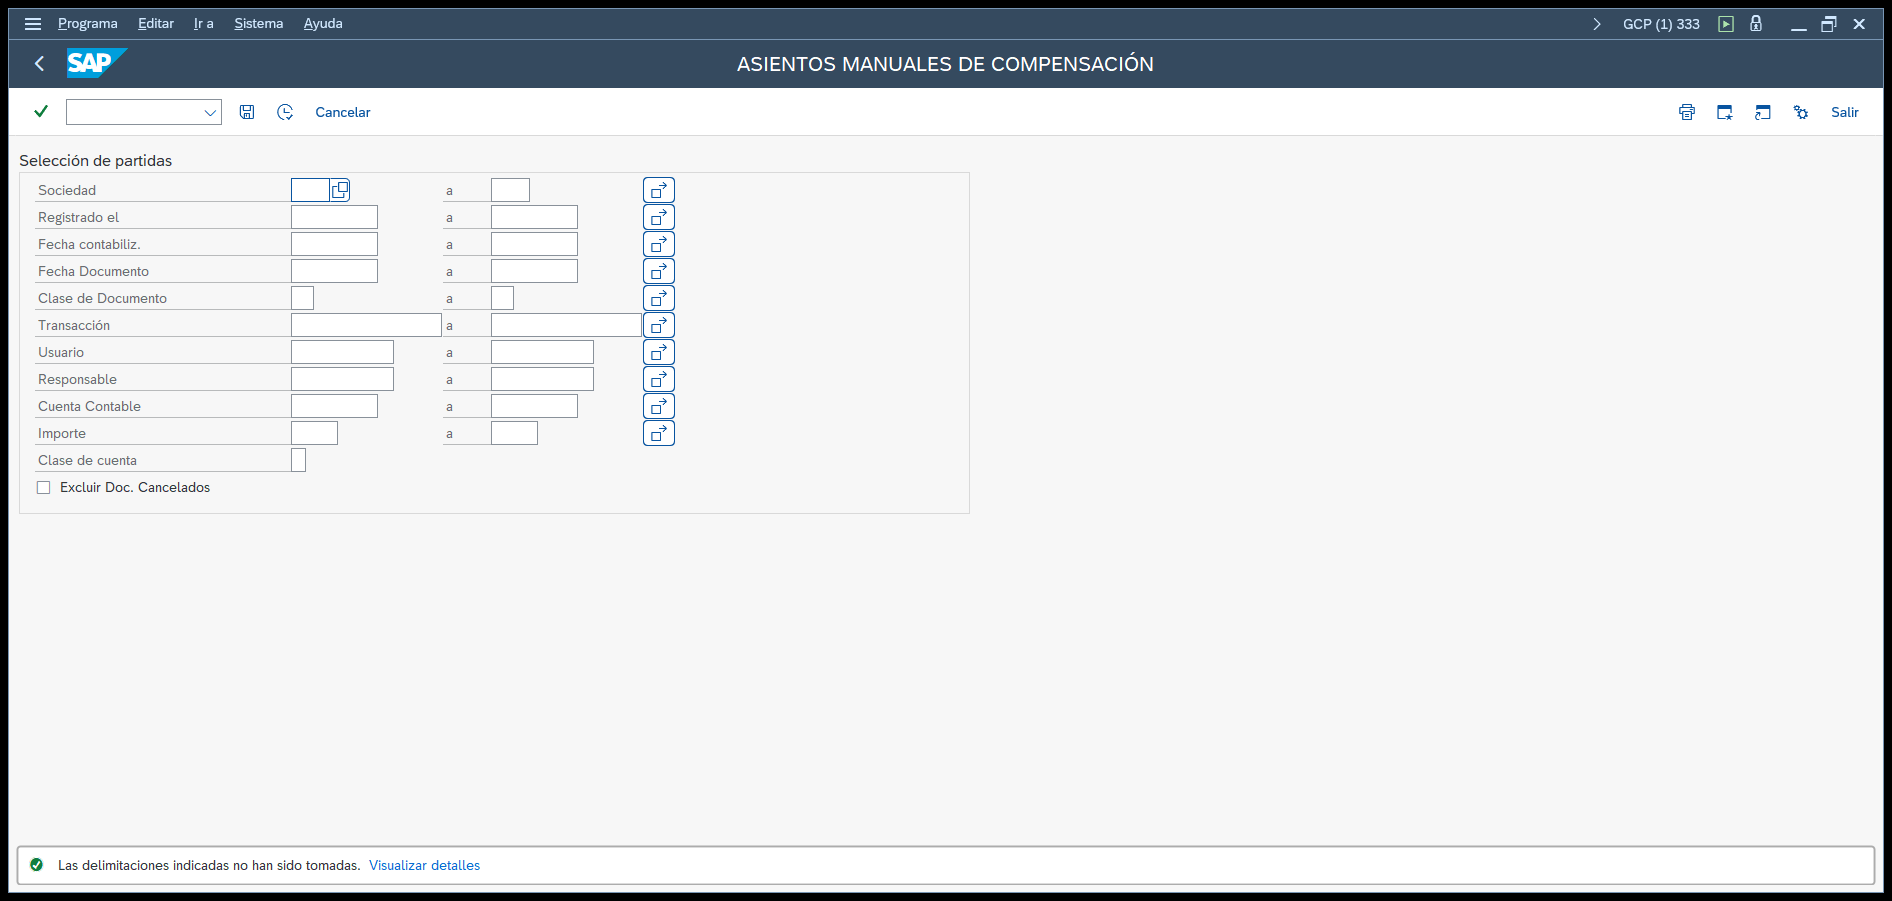 Programa Editar Ir a Sistema Ayuda GCP (1) 333
SAP ASIENTOS MANUALES DE COMPENSACIÓN
Cancelar Salir
Selección de partidas
Sociedad a
Registrado el a
Fecha contabiliz. a
Fecha Documento a
Clase de Documento a
Transacción a
Usuario a
Responsable a
Cuenta Contable a
Importe a
Clase de cuenta
Excluir Doc. Cancelados
Las delimitaciones indicadas no han sido tomadas. Visualizar detalles